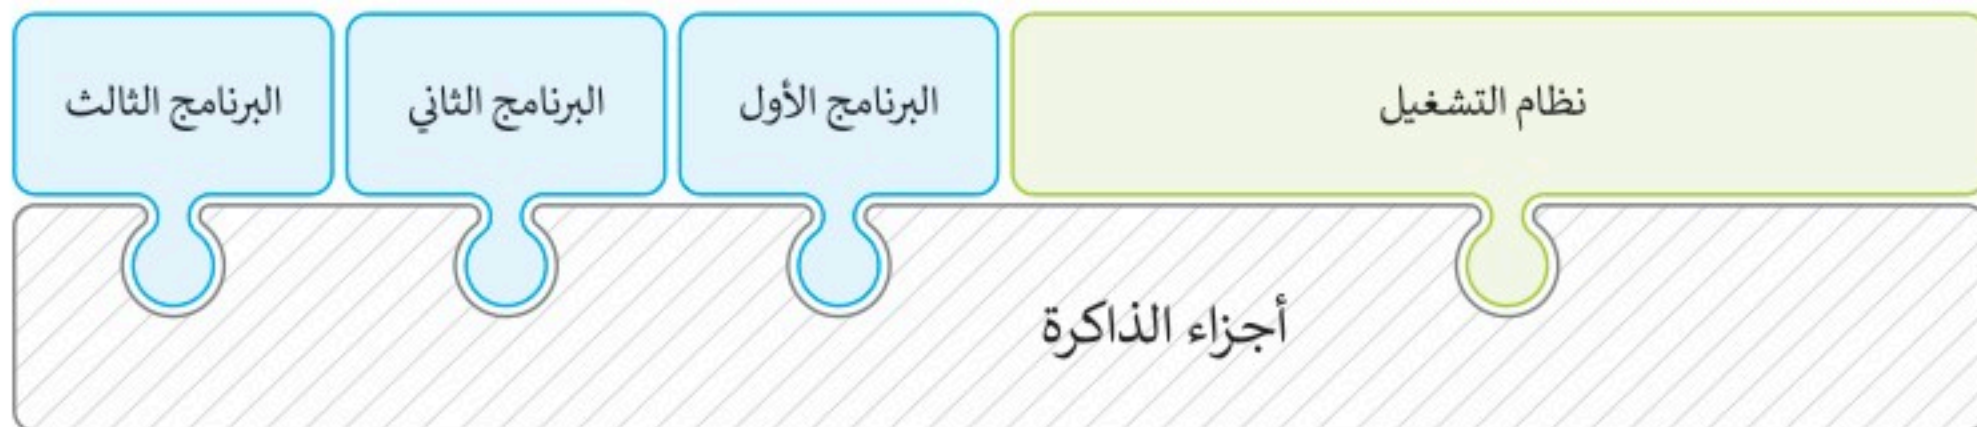 نظام التشغيل
البرنامج الأول
البرنامج الثاني
البرنامج الثالث
أجزاء الذاكرة